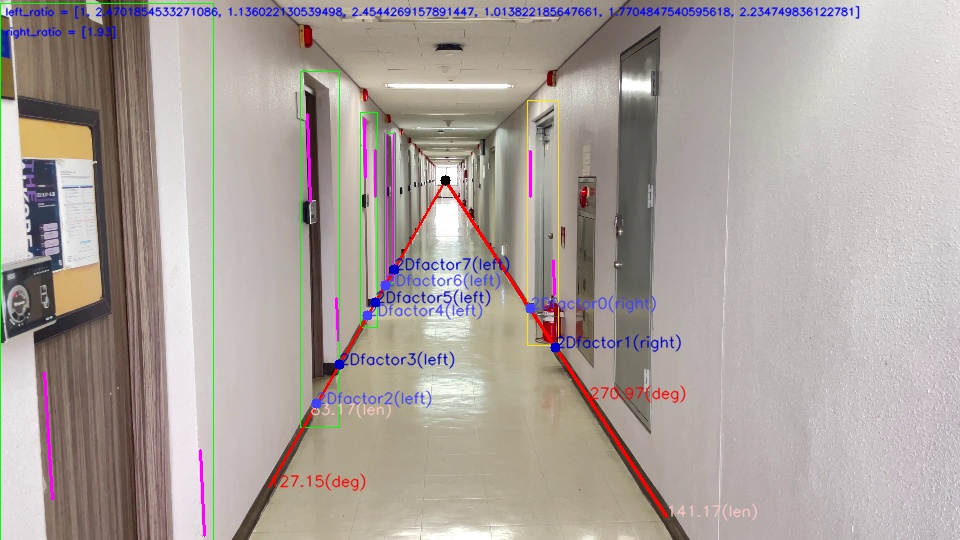 left_ratio = [1, 2.4701854533271086, 1.136022130539498, 2.4544269157891447, 1.013822185647661, 1.7704847540595618, 2.234749836122781]
right_ratio = [1.93]
2Dfactor7(left)
2Dfactor6(left)
2Dfactor5(left)
2Dfactor0(right)
2Dfactor4(left)
2Dfactor1(right)
2Dfactor3(left)
270.97(deg)
2Dfactor2(left)
83.17(len)
27.15(deg)
141.17(len)